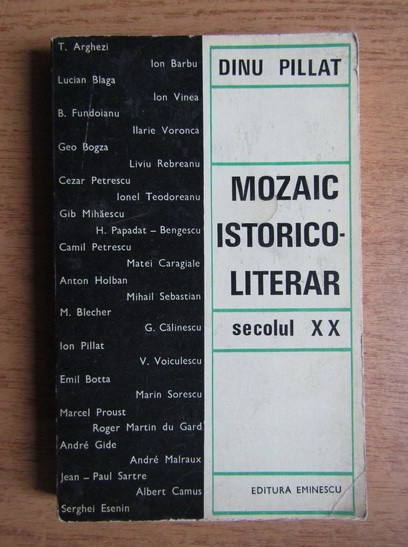 T. Arghezi
Ion Barbu
Lucian Blaga
Ion Vinea
B. Fundoianu
Ilarie Voronca
Geo Bogza
Liviu Rebreanu
Cezar Petrescu
Ionel Teodoreanu
Gib Mihăescu
H. Papadat – Bengescu
Camil Petrescu
Matei Caragiale
Anton Holban
Mihail Sebastian
M. Blecher
G. Călinescu
Ion Pillat
V. Voiculescu
Emil Botta
Marin Sorescu
Marcel Proust
Roger Martin du Gard
André Gide
André Malraux
Jean – Paul Sartre
Albert Camus
Serghei Esenin
DINU PILLAT
MOZAIC
ISTORICO-
LITERAR
secolul XX
EDITURA EMINESCU